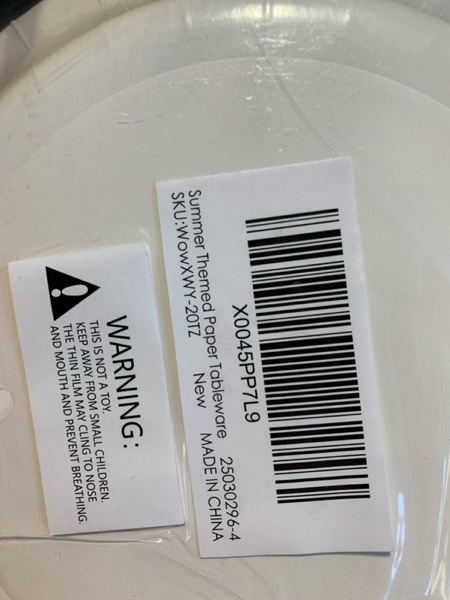 X0045PP7L9
Summer Themed Paper Tableware 25030296-4
SKU:WowXWY-20TZ New MADE IN CHINA
WARNING:
THIS IS NOT A TOY.
KEEP AWAY FROM SMALL CHILDREN.
THE THIN FILM MAY CLING TO NOSE
AND MOUTH AND PREVENT BREATHING.